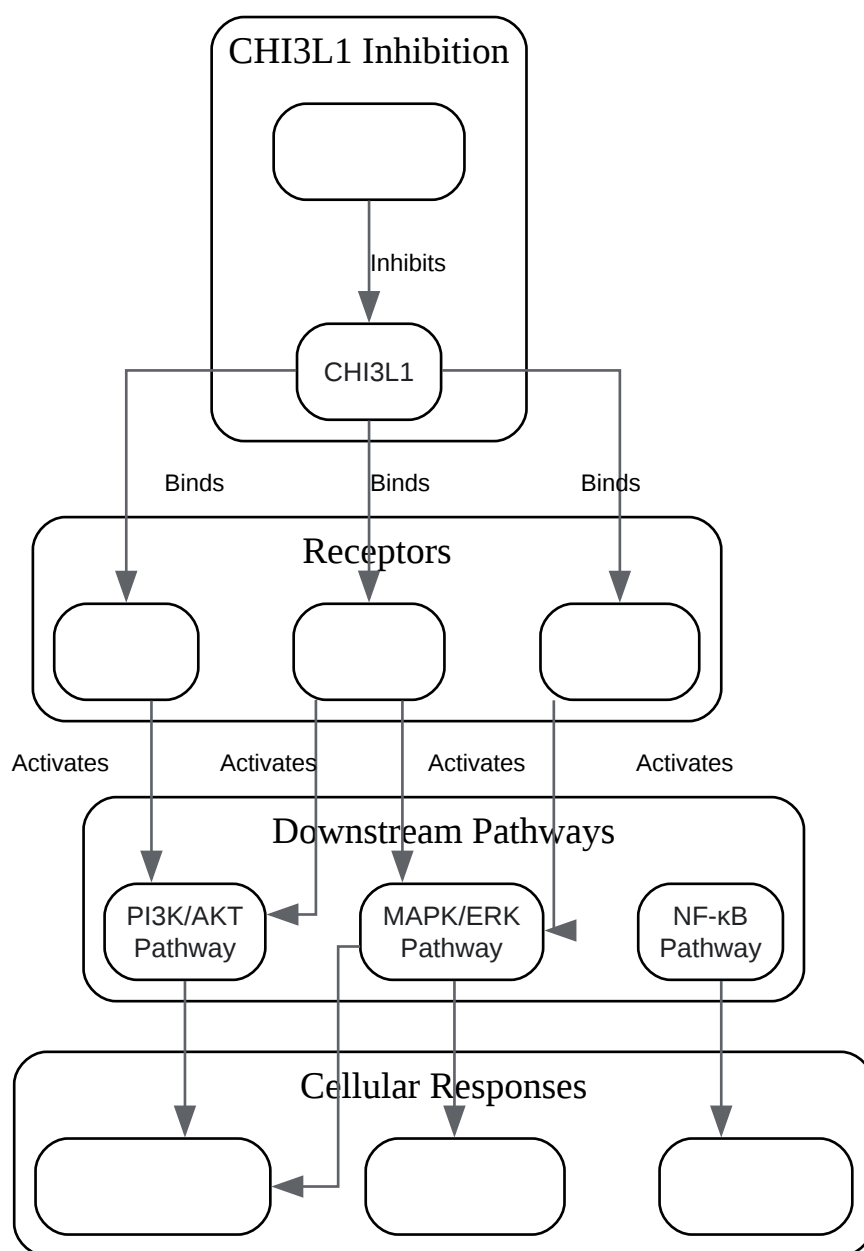 CHI3L1 Inhibition
Inhibits
CHI3L1
Binds
Binds
Binds
Receptors
Activates
Activates
Activates
Activates
Downstream Pathways
PI3K/AKT
Pathway
MAPK/ERK
Pathway
NF-κB
Pathway
Cellular Responses